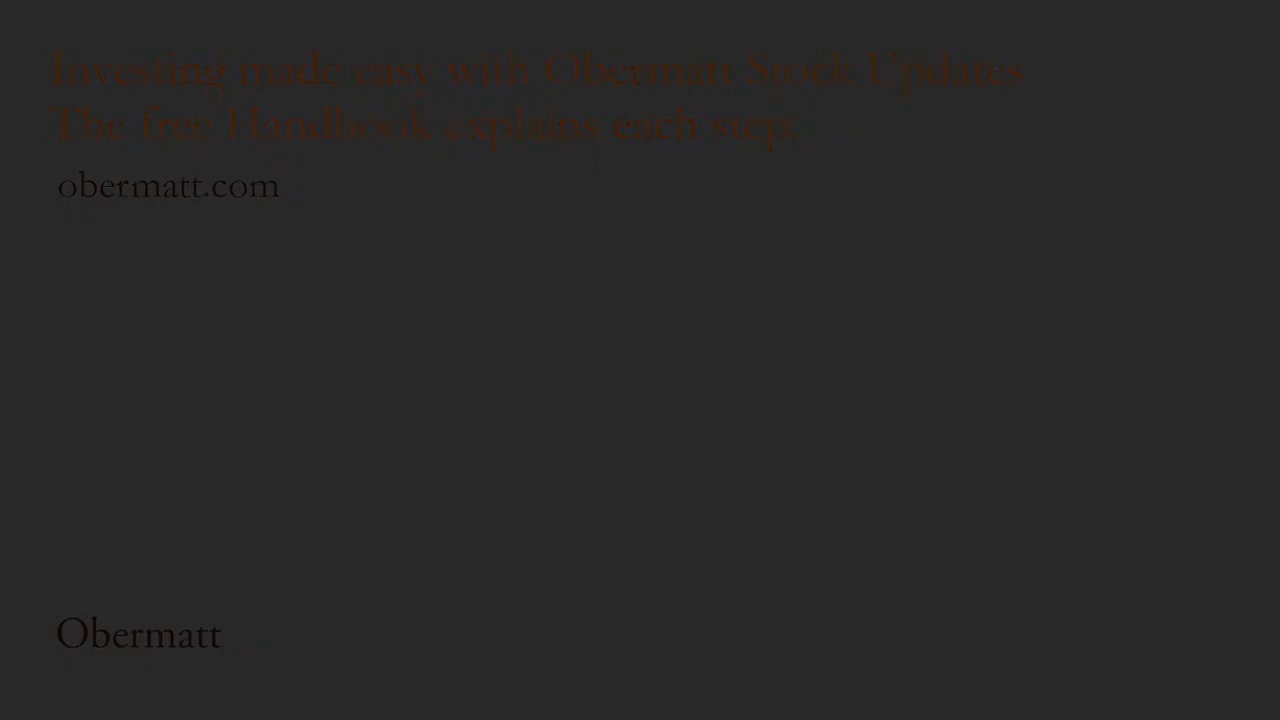 Investing made easy with Obermatt Stock Updates
The free Handbook explains each step.
obermatt.com
Obermatt